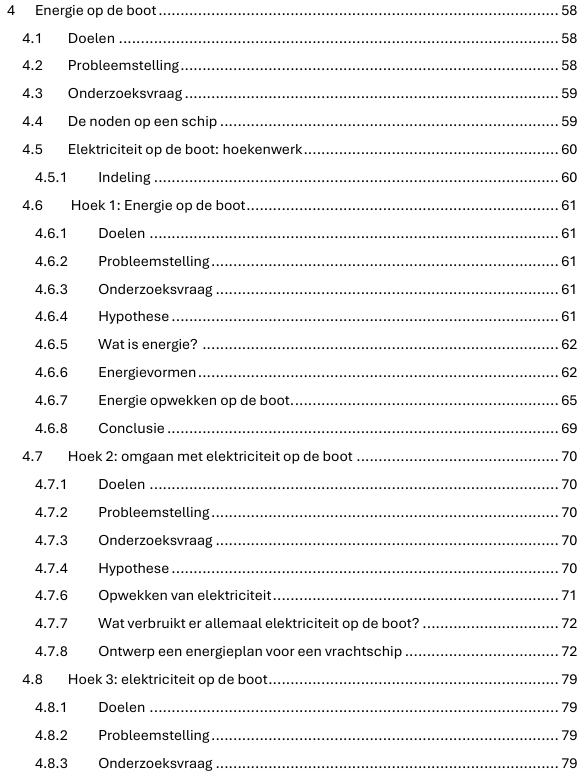 4 Energie op de boot ........ 58
4.1 Doelen ........ 58
4.2 Probleemstelling ........ 58
4.3 Onderzoeksvraag ........ 59
4.4 De noden op een schip ........ 59
4.5 Elektriciteit op de boot: hoekenwerk ........ 60
4.5.1 Indeling ........ 60
4.6 Hoek 1: Energie op de boot ........ 61
4.6.1 Doelen ........ 61
4.6.2 Probleemstelling ........ 61
4.6.3 Onderzoeksvraag ........ 61
4.6.4 Hypothese ........ 61
4.6.5 Wat is energie? ........ 62
4.6.6 Energievormen ........ 62
4.6.7 Energie opwekken op de boot ........ 65
4.6.8 Conclusie ........ 69
4.7 Hoek 2: omgaan met elektriciteit op de boot ........ 70
4.7.1 Doelen ........ 70
4.7.2 Probleemstelling ........ 70
4.7.3 Onderzoeksvraag ........ 70
4.7.4 Hypothese ........ 70
4.7.6 Opwekken van elektriciteit ........ 71
4.7.7 Wat verbruikt er allemaal elektriciteit op de boot? ........ 72
4.7.8 Ontwerp een energieplan voor een vrachtschip ........ 72
4.8 Hoek 3: elektriciteit op de boot ........ 79
4.8.1 Doelen ........ 79
4.8.2 Probleemstelling ........ 79
4.8.3 Onderzoeksvraag ........ 79